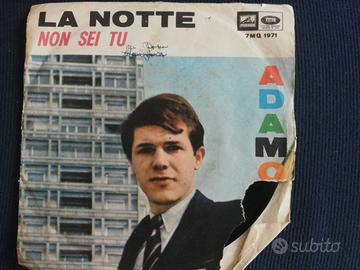 LA NOTTE
NON SEI TU
7MQ 1971
ADAMO
subito